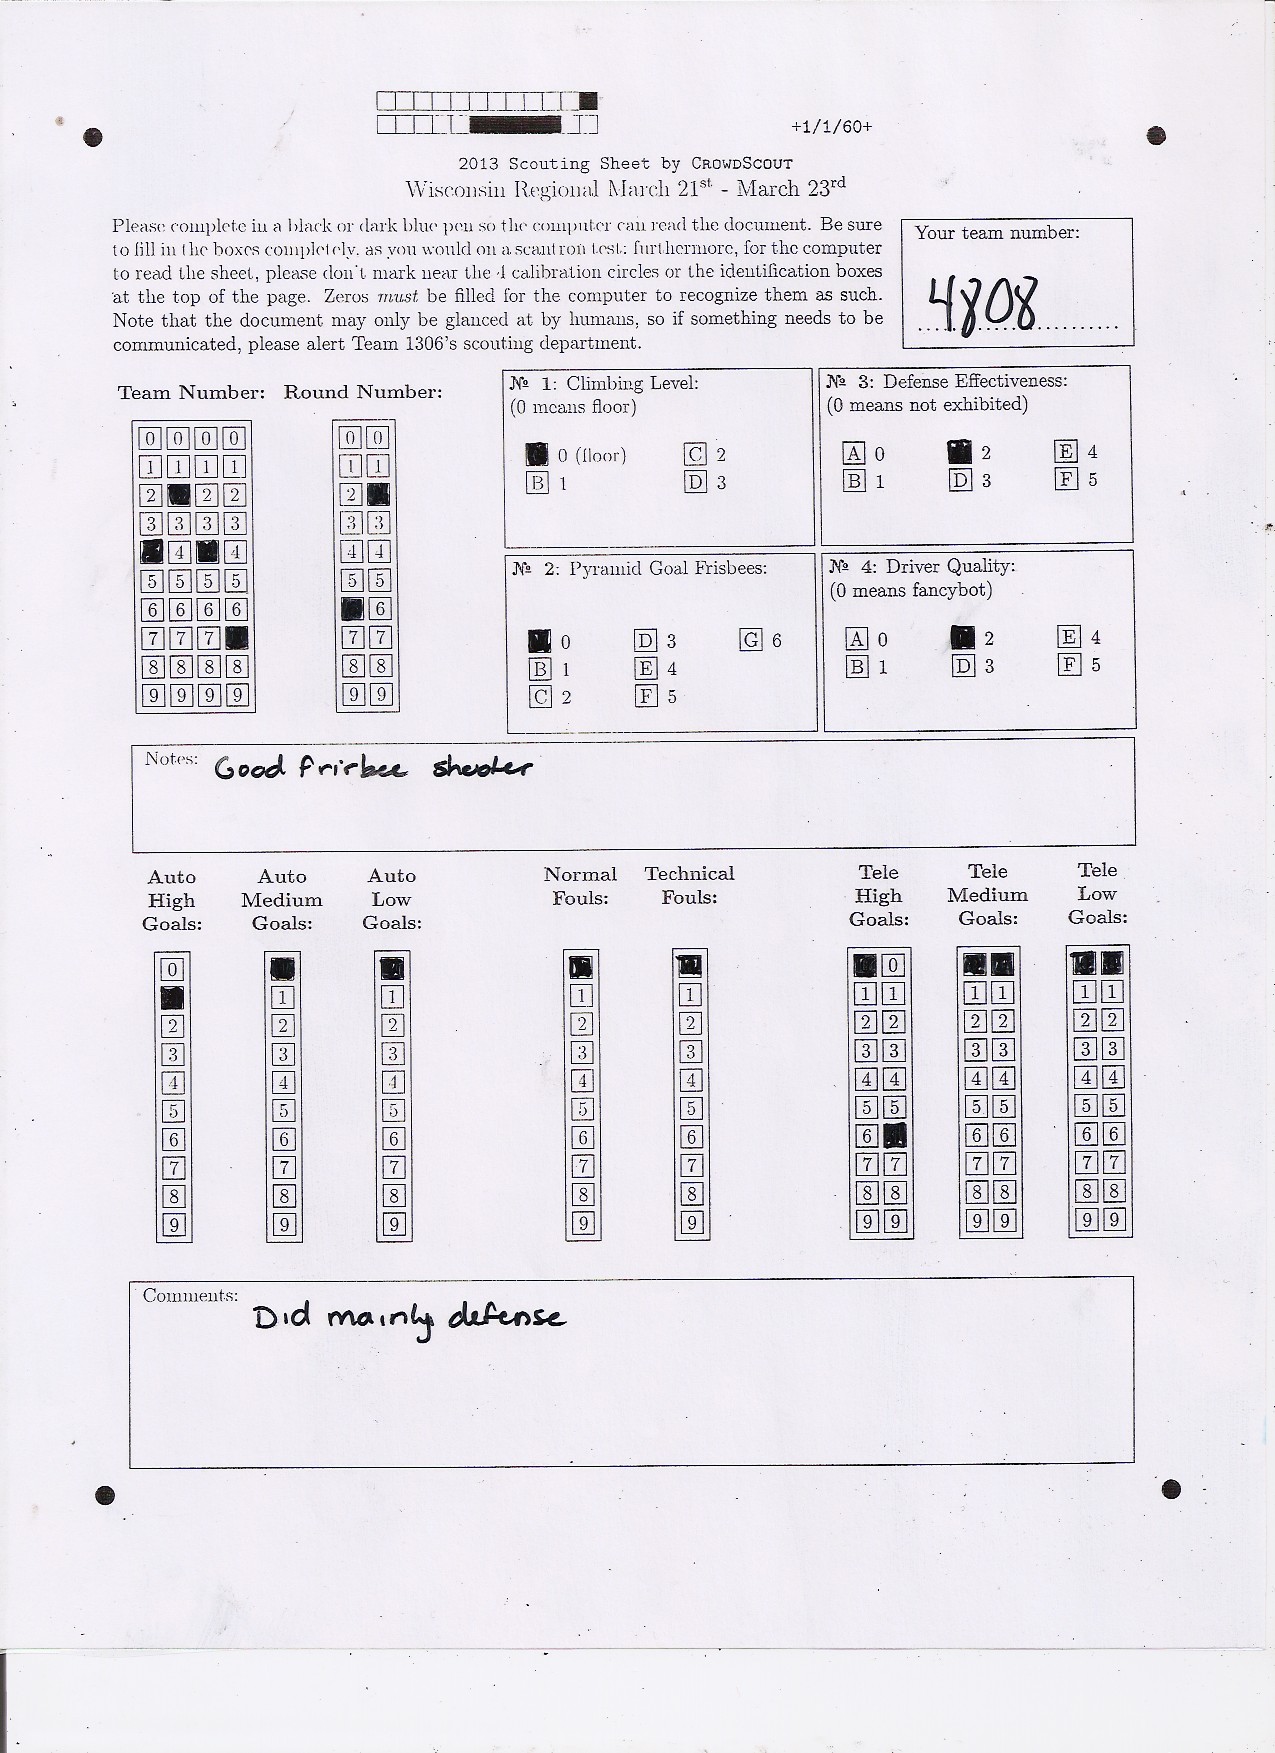 +1/1/60+
2013 Scouting Sheet by CROWDSCOUT
Wisconsin Regional March 21st - March 23rd
Please complete in a black or dark blue pen so the computer can read the document. Be sure
to fill in the boxes completely, as you would on a scantron test; furthermore, for the computer
to read the sheet, please don't mark near the 4 calibration circles or the identification boxes
at the top of the page. Zeros must be filled for the computer to recognize them as such.
Note that the document may only be glanced at by humans, so if something needs to be
communicated, please alert Team 1306's scouting department.
Your team number:
4808
Team Number: Round Number:
0 0 0 0 0 0
1 1 1 1 1 1
2 2 2 2
3 3 3 3 3 3
4 4 4 4
5 5 5 5 5 5
6 6 6 6 6
7 7 7 7 7
8 8 8 8 8 8
9 9 9 9 9 9
№ 1: Climbing Level:
(0 means floor)
0 (floor) C 2
B 1 D 3
№ 3: Defense Effectiveness:
(0 means not exhibited)
A 0 2 E 4
B 1 D 3 F 5
№ 2: Pyramid Goal Frisbees:
0 D 3 G 6
B 1 E 4
C 2 F 5
№ 4: Driver Quality:
(0 means fancybot)
A 0 2 E 4
B 1 D 3 F 5
Notes: Good frisbee shooter
Auto Auto Auto Normal Technical Tele Tele Tele
High Medium Low Fouls: Fouls: High Medium Low
Goals: Goals: Goals: Goals: Goals: Goals:
0 0
1 1 1 1 1 1 1 1 1 1
2 2 2 2 2 2 2 2 2 2 2
3 3 3 3 3 3 3 3 3 3 3
4 4 4 4 4 4 4 4 4 4 4
5 5 5 5 5 5 5 5 5 5 5
6 6 6 6 6 6 6 6 6 6
7 7 7 7 7 7 7 7 7 7 7
8 8 8 8 8 8 8 8 8 8 8
9 9 9 9 9 9 9 9 9 9 9
Comments:
Did mainly defense